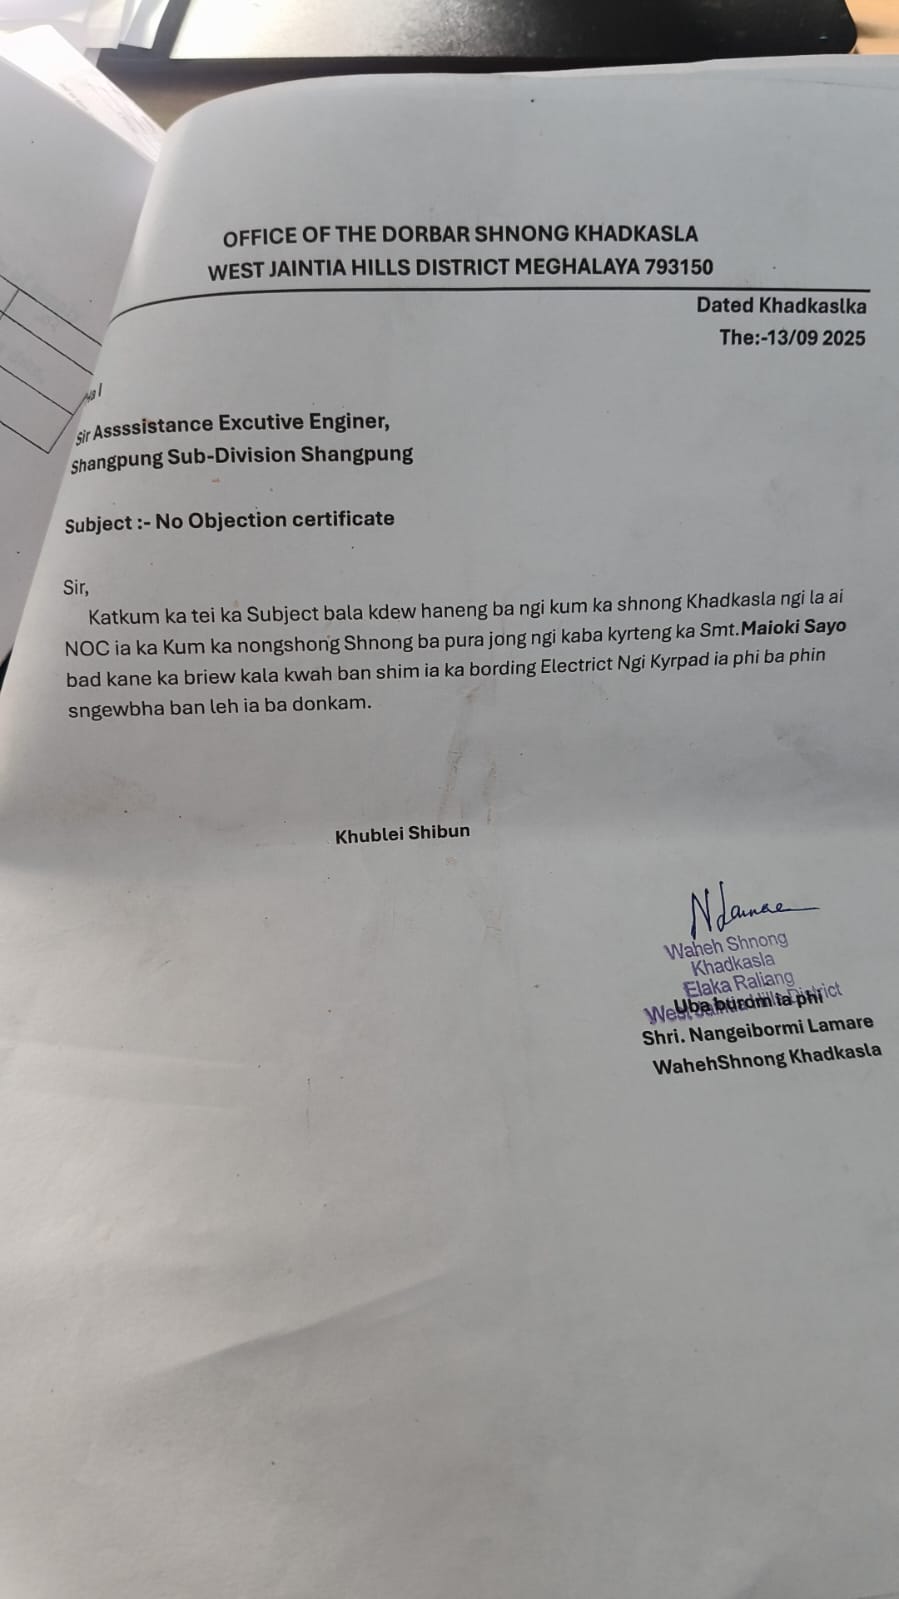 OFFICE OF THE DORBAR SHNONG KHADKASLA
WEST JAINTIA HILLS DISTRICT MEGHALAYA 793150
Dated Khadkaslka
The:-13/09 2025
Sir Assssistance Excutive Enginer,
Shangpung Sub-Division Shangpung
Subject :- No Objection certificate
Sir,
Katkum ka tei ka Subject bala kdew haneng ba ngi kum ka shnong Khadkasla ngi la ai
NOC ia ka Kum ka nongshong Shnong ba pura jong ngi kaba kyrteng ka Smt.Maioki Sayo
bad kane ka briew kala kwah ban shim ia ka bording Electrict Ngi Kyrpad ia phi ba phin
sngewbha ban leh ia ba donkam.
Khublei Shibun
Waheh Shnong
Khadkasla
Elaka Raliang
West District
Uba burom ia phi
Shri. Nangeibormi Lamare
WahehShnong Khadkasla